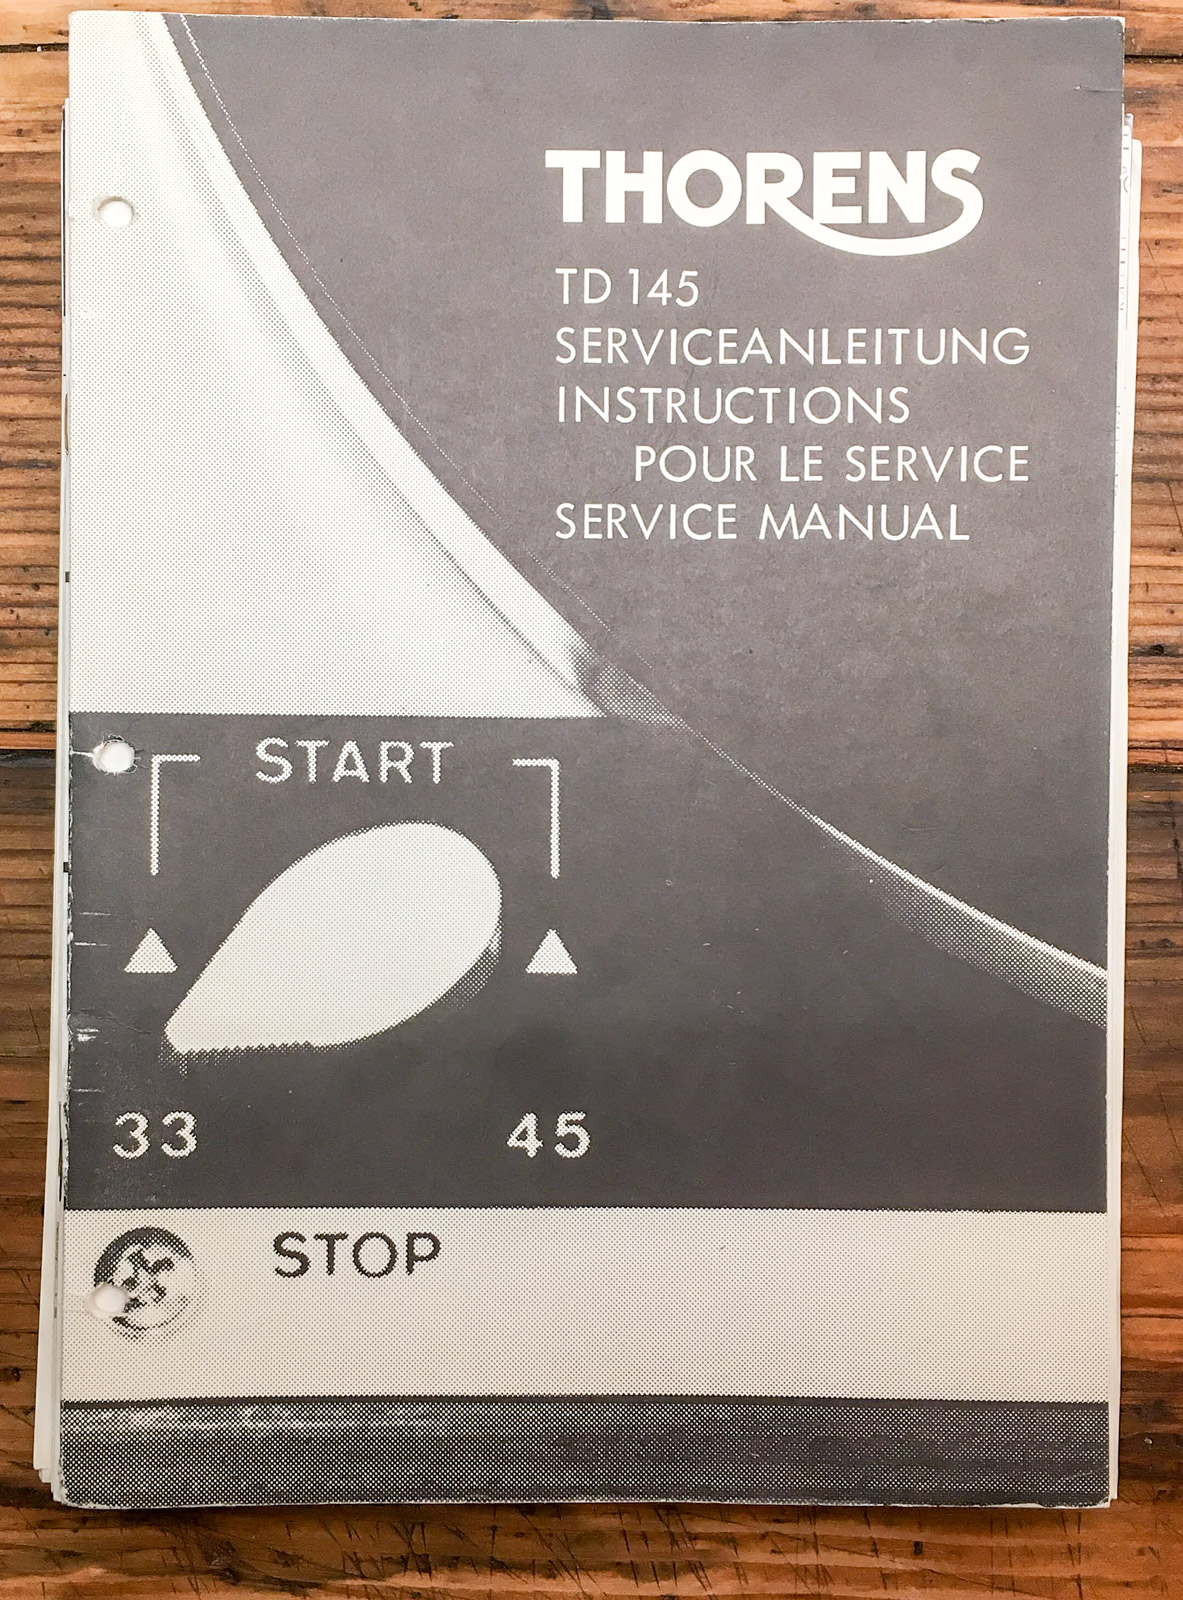 THORENS
TD 145
SERVICEANLEITUNG
INSTRUCTIONS
POUR LE SERVICE
SERVICE MANUAL
START
33 45
STOP